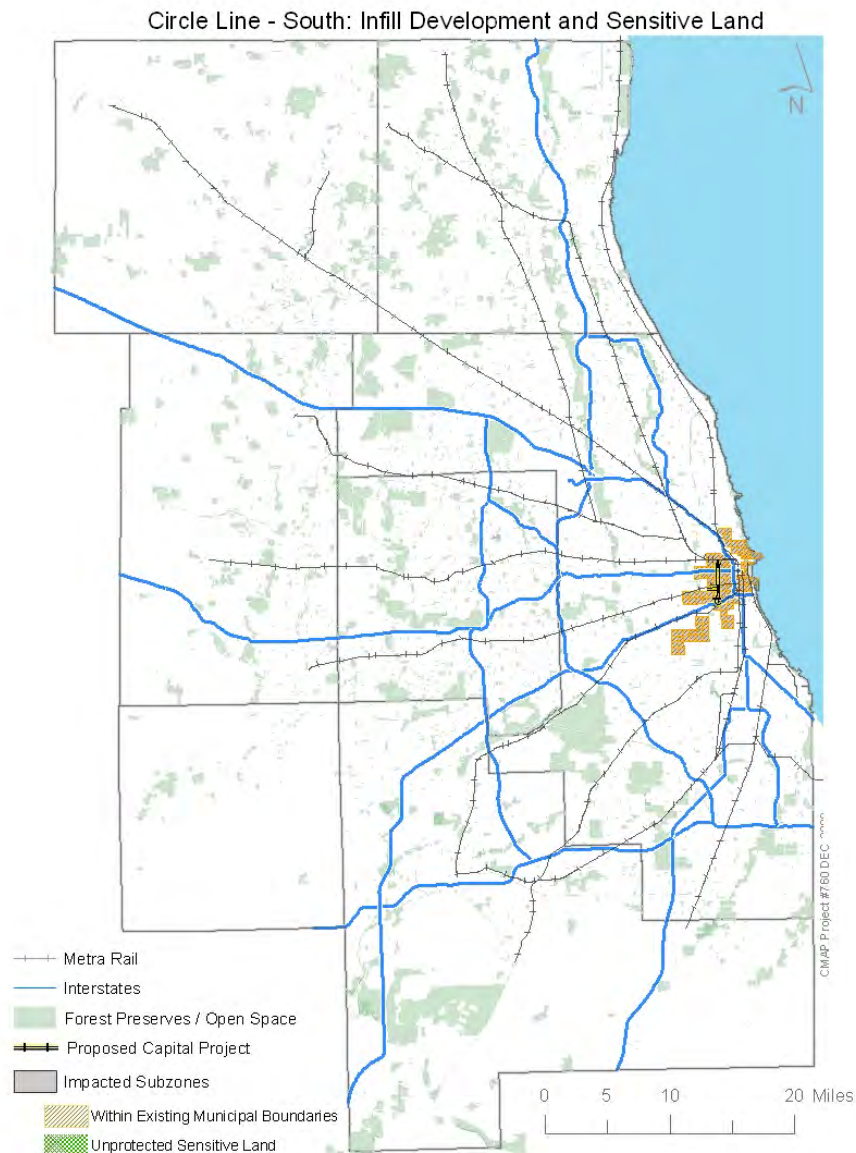 Circle Line - South: Infill Development and Sensitive Land
N
CMAP Project #760 DEC
Metra Rail
Interstates
Forest Preserves / Open Space
Proposed Capital Project
Impacted Subzones
Within Existing Municipal Boundaries
Unprotected Sensitive Land
0 5 10 20 Miles